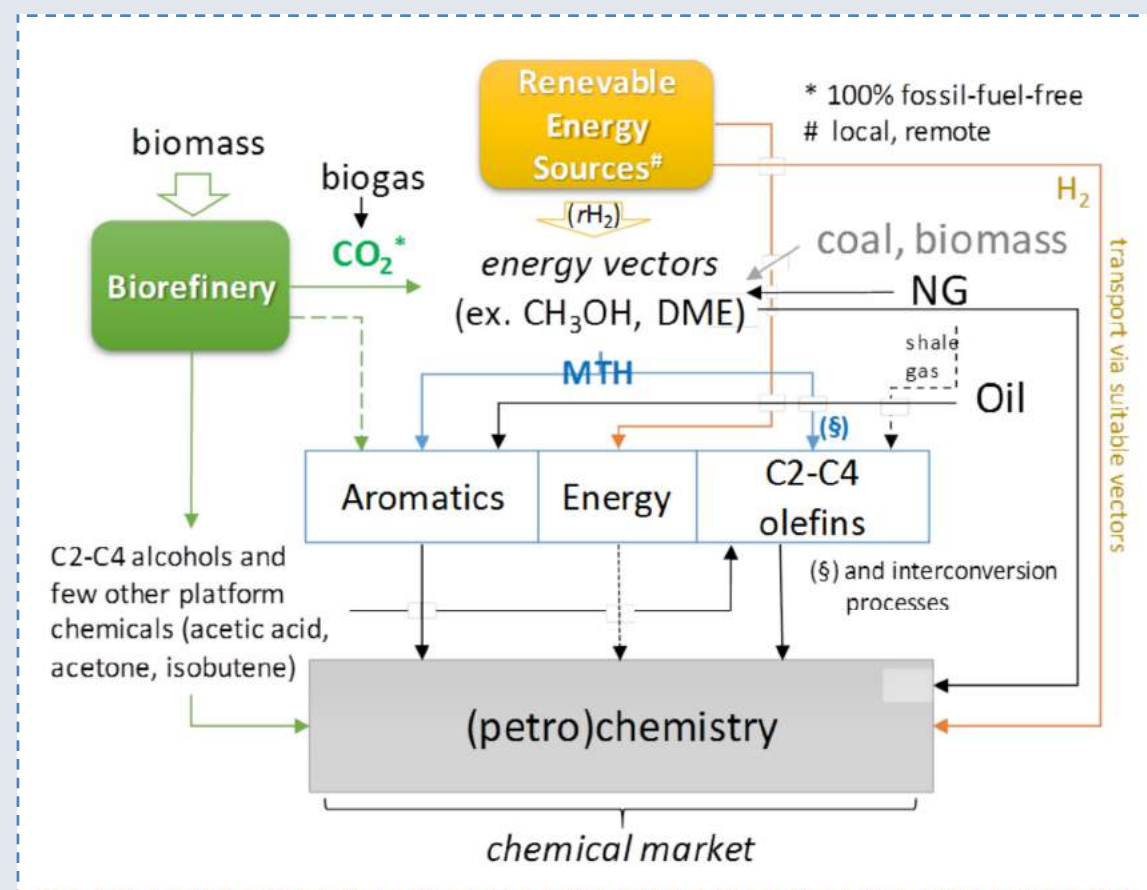 Renevable
Energy
Sources#
* 100% fossil-fuel-free
# local, remote
biomass
biogas
(rH2)
H2
CO2*
Biorefinery
energy vectors
(ex. CH3OH, DME)
coal, biomass
NG
transport via suitable vectors
shale
gas
MTH
Oil
(§)
Aromatics
Energy
C2-C4
olefins
C2-C4 alcohols and
few other platform
chemicals (acetic acid,
acetone, isobutene)
(§) and interconversion
processes
(petro)chemistry
chemical market